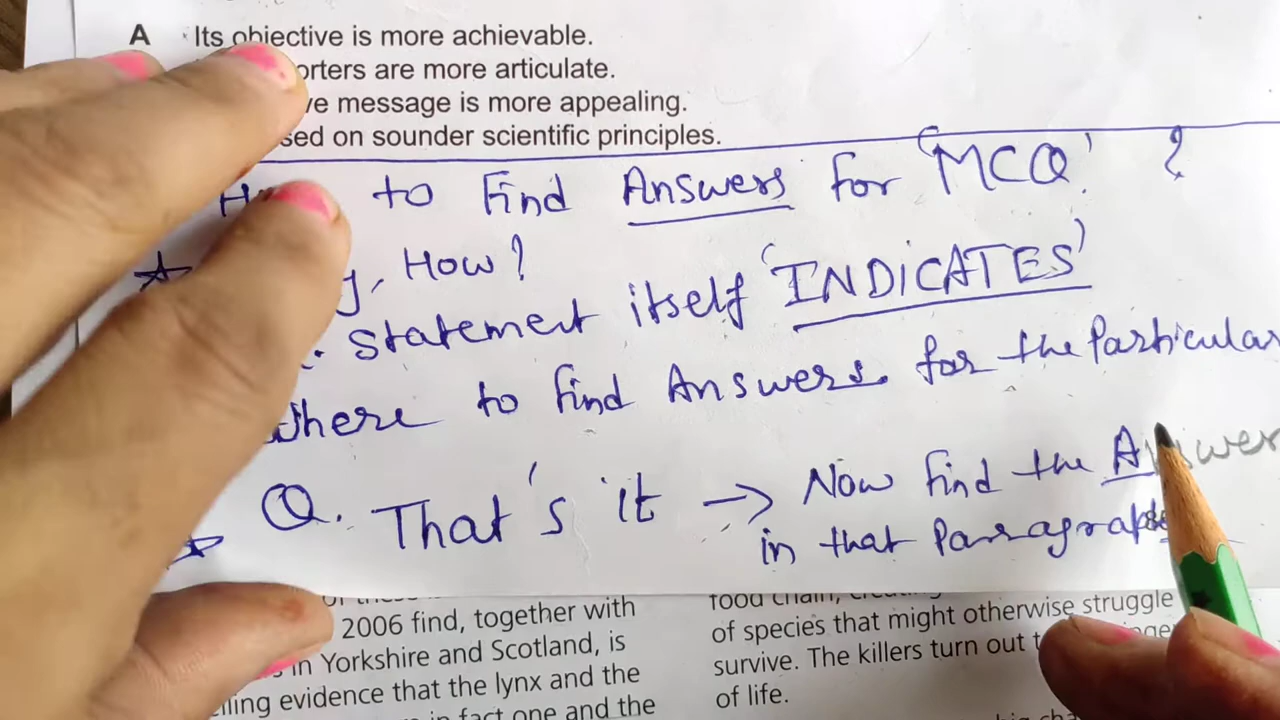 A Its objective is more achievable.
orters are more articulate.
ve message is more appealing.
sed on sounder scientific principles.
to Find Answers for 'MCQ' ?
y, How?
statement itself 'INDICATES'
where to find Answers for the Particular
Q. That's it → Now find the Answer
in that Paragraph
2006 find, together with
in Yorkshire and Scotland, is
lling evidence that the lynx and the
in fact one and the
food chain,
of species that might otherwise struggle
survive. The killers turn out
of life.